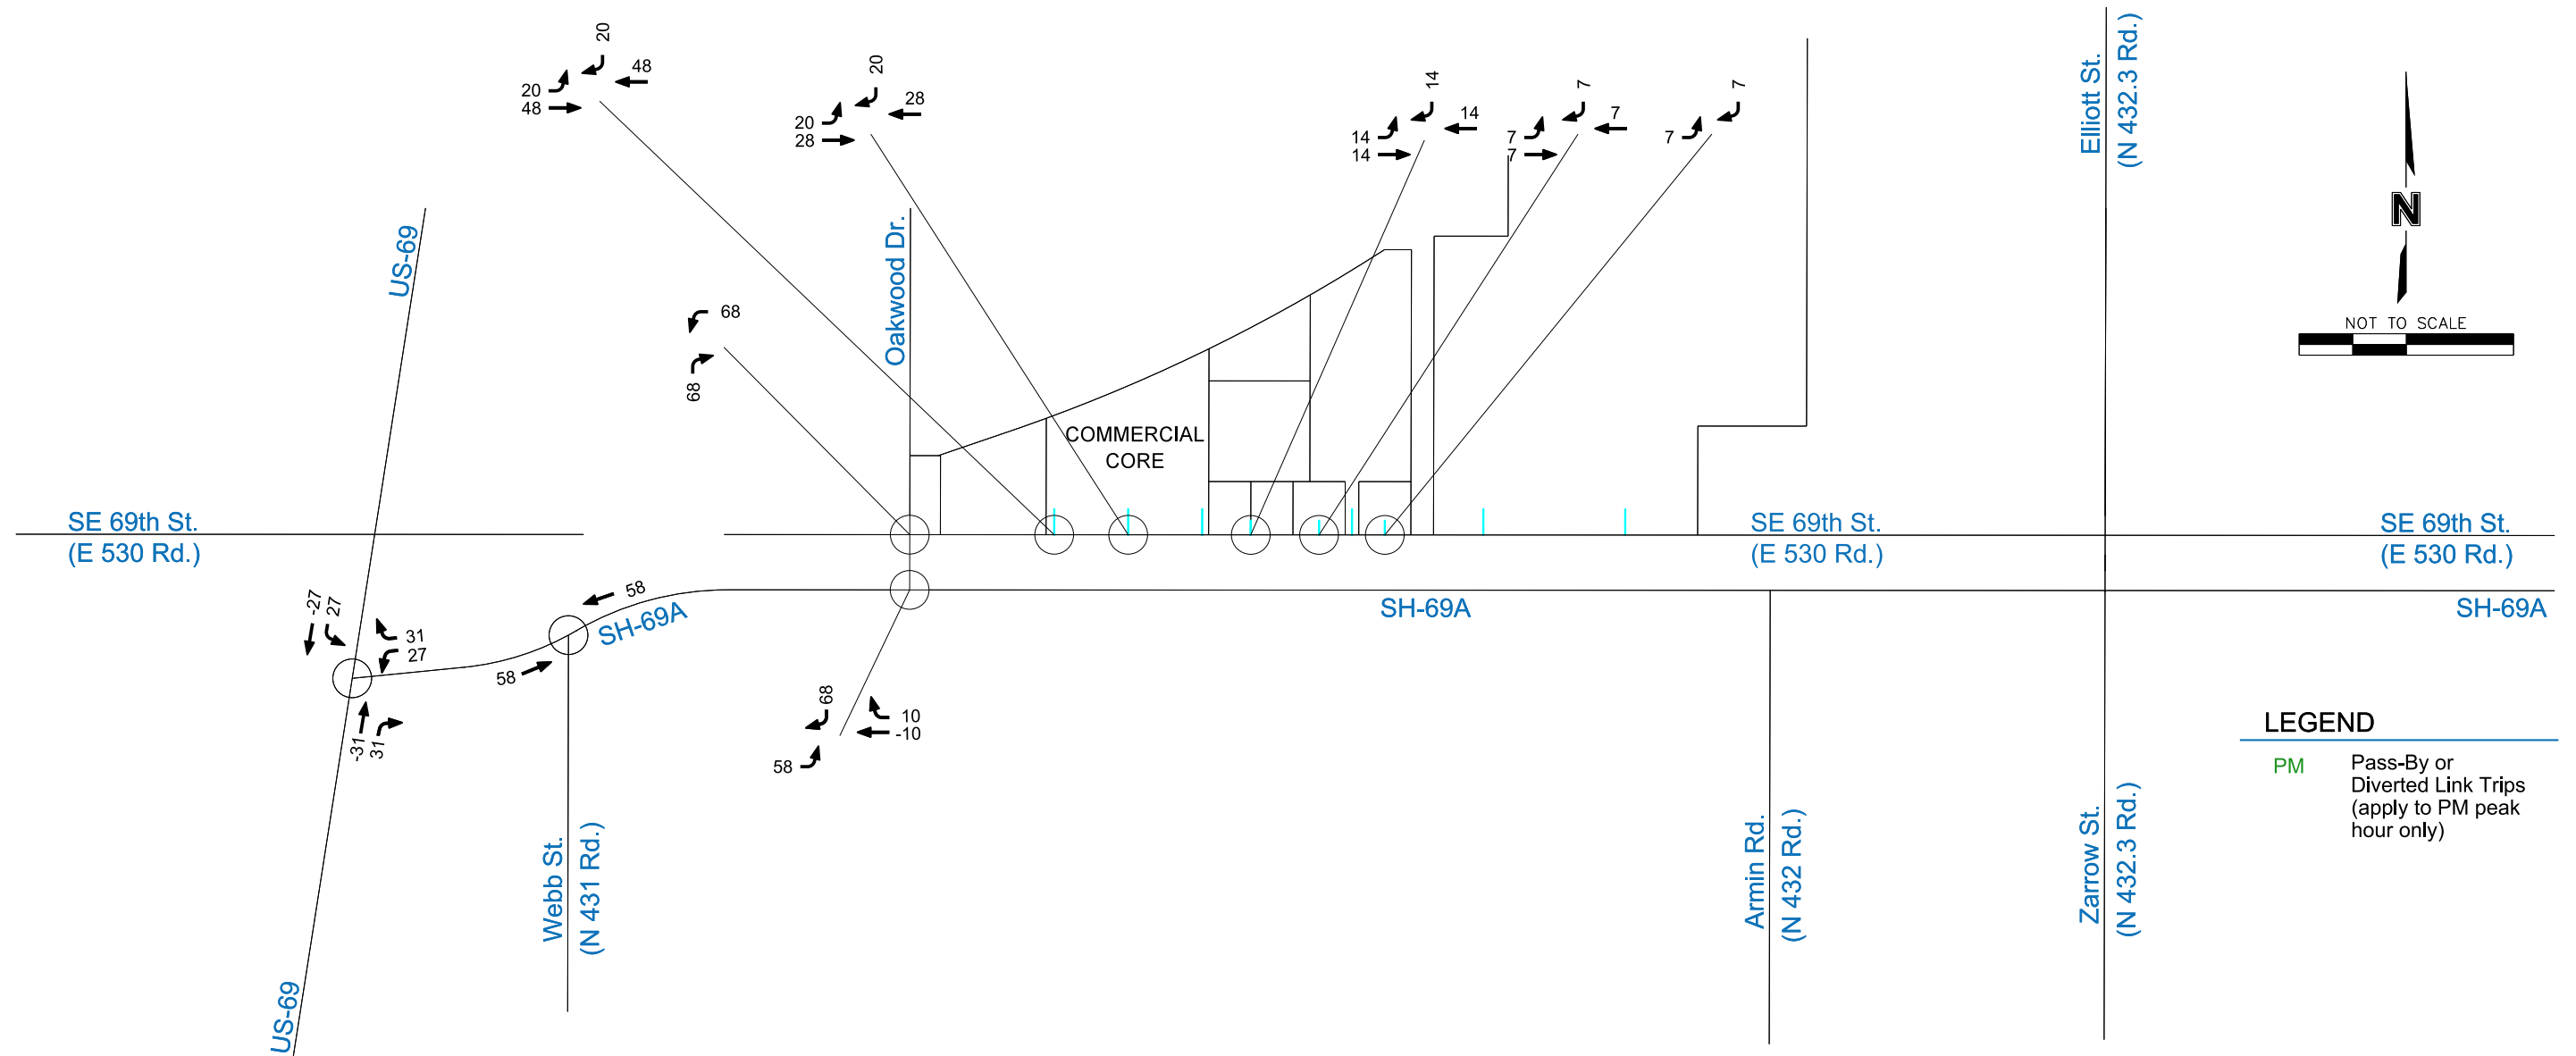 20
48
20
48
20
28
20
28
14
14
14
14
7
7
7
7
7
7
Elliott St.
(N 432.3 Rd.)
N
NOT TO SCALE
US-69
Oakwood Dr.
68
68
COMMERCIAL
CORE
SE 69th St.
(E 530 Rd.)
SE 69th St.
(E 530 Rd.)
SE 69th St.
(E 530 Rd.)
-27
27
31
27
58
58
SH-69A
SH-69A
SH-69A
-31
31
68
10
-10
58
LEGEND
PM
Pass-By or
Diverted Link Trips
(apply to PM peak
hour only)
Webb St.
(N 431 Rd.)
Armin Rd.
(N 432 Rd.)
Zarrow St.
(N 432.3 Rd.)
US-69